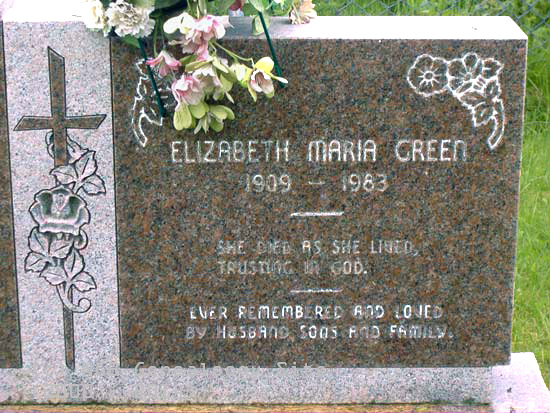 ELIZABETH MARIA GREEN
1909 – 1983
SHE DIED AS SHE LIVED,
TRUSTING IN GOD.
EVER REMEMBERED AND LOVED
BY HUSBAND, SONS AND FAMILY.